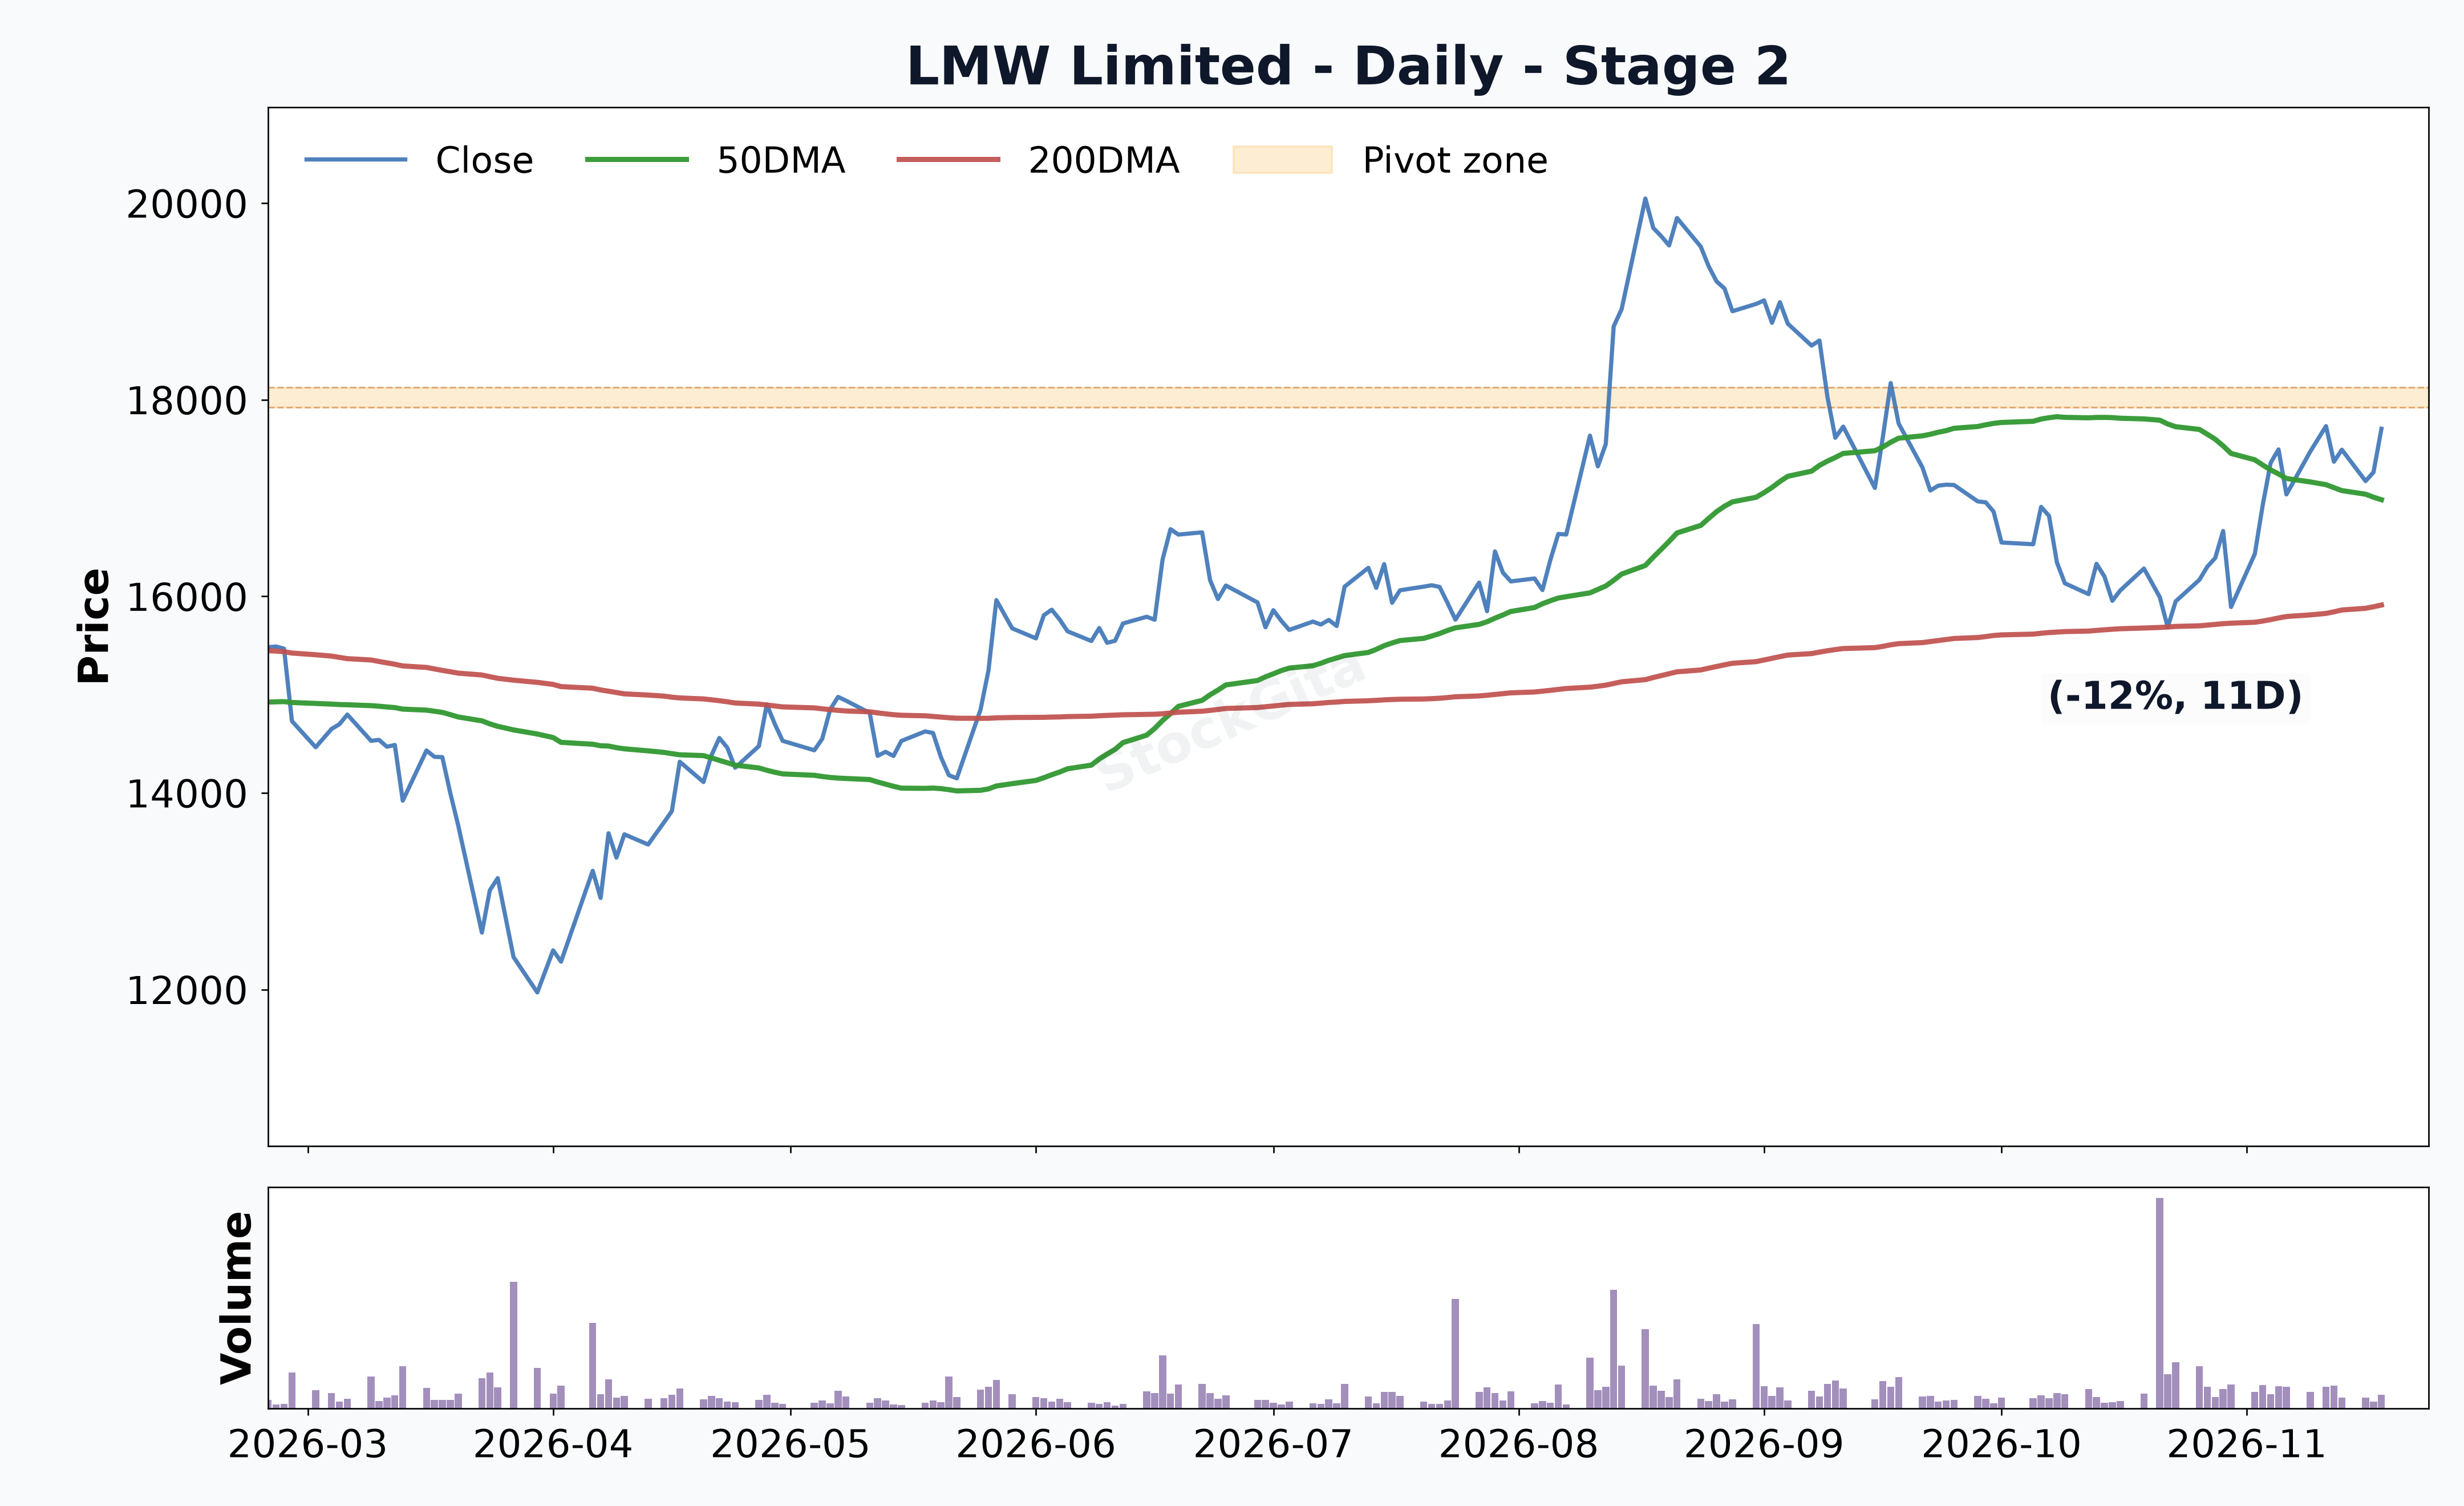 LMW Limited - Daily - Stage 2
Close 50DMA 200DMA Pivot zone
20000
18000
16000
14000
12000
Price
(-12%, 11D)
StockGita
Volume
2026-03 2026-04 2026-05 2026-06 2026-07 2026-08 2026-09 2026-10 2026-11